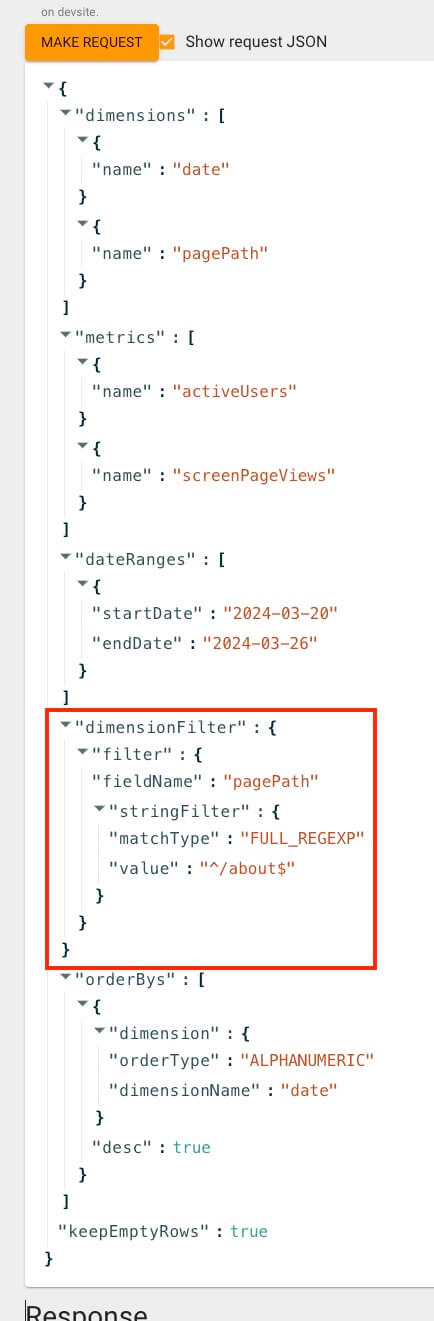 on devsite.
MAKE REQUEST Show request JSON
{
"dimensions" : [
{
"name" : "date"
}
{
"name" : "pagePath"
}
]
"metrics" : [
{
"name" : "activeUsers"
}
{
"name" : "screenPageViews"
}
]
"dateRanges" : [
{
"startDate" : "2024-03-20"
"endDate" : "2024-03-26"
}
]
"dimensionFilter" : {
"filter" : {
"fieldName" : "pagePath"
"stringFilter" : {
"matchType" : "FULL_REGEXP"
"value" : "^/about$"
}
}
}
"orderBys" : [
{
"dimension" : {
"orderType" : "ALPHANUMERIC"
"dimensionName" : "date"
}
"desc" : true
}
]
"keepEmptyRows" : true
}
Response